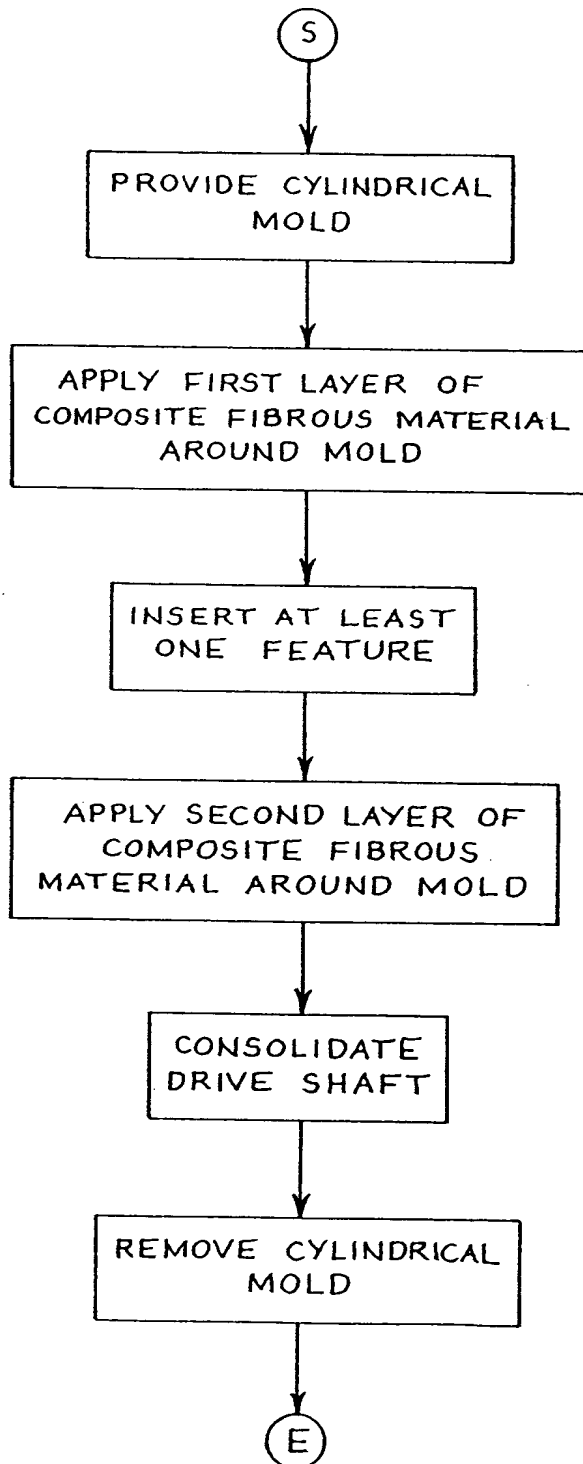 S
PROVIDE CYLINDRICAL
MOLD
APPLY FIRST LAYER OF
COMPOSITE FIBROUS MATERIAL
AROUND MOLD
INSERT AT LEAST
ONE FEATURE
APPLY SECOND LAYER OF
COMPOSITE FIBROUS
MATERIAL AROUND MOLD
CONSOLIDATE
DRIVE SHAFT
REMOVE CYLINDRICAL
MOLD
E